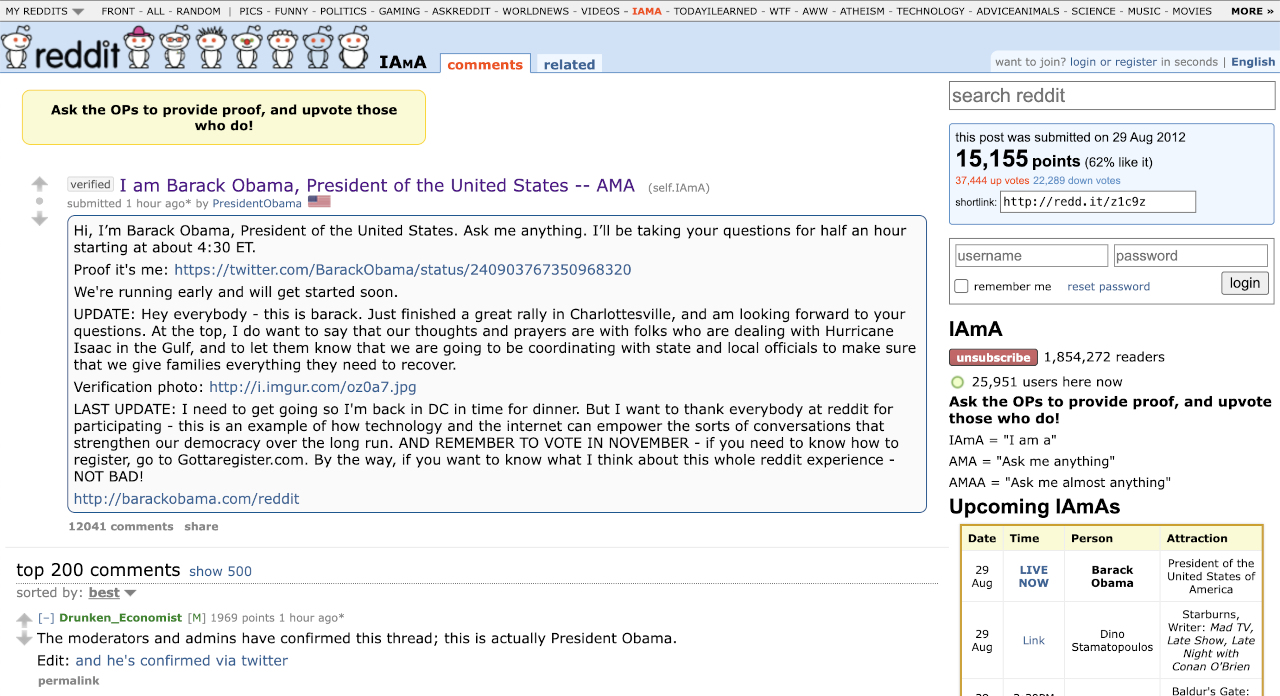 MY REDDITS FRONT - ALL - RANDOM | PICS - FUNNY - POLITICS - GAMING - ASKREDDIT - WORLDNEWS - VIDEOS - IAMA - TODAYILEARNED - WTF - AWW - ATHEISM - TECHNOLOGY - ADVICEANIMALS - SCIENCE - MUSIC - MOVIES MORE »
reddit IAMA comments related
want to join? login or register in seconds | English
Ask the OPs to provide proof, and upvote those
who do!
verified I am Barack Obama, President of the United States -- AMA (self.IAmA)
submitted 1 hour ago* by PresidentObama
Hi, I’m Barack Obama, President of the United States. Ask me anything. I’ll be taking your questions for half an hour
starting at about 4:30 ET.
Proof it's me: https://twitter.com/BarackObama/status/240903767350968320
We're running early and will get started soon.
UPDATE: Hey everybody - this is barack. Just finished a great rally in Charlottesville, and am looking forward to your
questions. At the top, I do want to say that our thoughts and prayers are with folks who are dealing with Hurricane
Isaac in the Gulf, and to let them know that we are going to be coordinating with state and local officials to make sure
that we give families everything they need to recover.
Verification photo: http://i.imgur.com/oz0a7.jpg
LAST UPDATE: I need to get going so I'm back in DC in time for dinner. But I want to thank everybody at reddit for
participating - this is an example of how technology and the internet can empower the sorts of conversations that
strengthen our democracy over the long run. AND REMEMBER TO VOTE IN NOVEMBER - if you need to know how to
register, go to Gottaregister.com. By the way, if you want to know what I think about this whole reddit experience -
NOT BAD!
http://barackobama.com/reddit
12041 comments share
top 200 comments show 500
sorted by: best
[–] Drunken_Economist [M] 1969 points 1 hour ago*
The moderators and admins have confirmed this thread; this is actually President Obama.
Edit: and he's confirmed via twitter
permalink
search reddit
this post was submitted on 29 Aug 2012
15,155 points (62% like it)
37,444 up votes 22,289 down votes
shortlink: http://redd.it/z1c9z
username password
remember me reset password login
IAmA
unsubscribe 1,854,272 readers
25,951 users here now
Ask the OPs to provide proof, and upvote
those who do!
IAmA = "I am a"
AMA = "Ask me anything"
AMAA = "Ask me almost anything"
Upcoming IAmAs
Date Time Person Attraction
29
Aug
LIVE
NOW
Barack
Obama
President of the
United States of
America
29
Aug
Link
Dino
Stamatopoulos
Starburns,
Writer: Mad TV,
Late Show, Late
Night with
Conan O'Brien
Baldur's Gate: